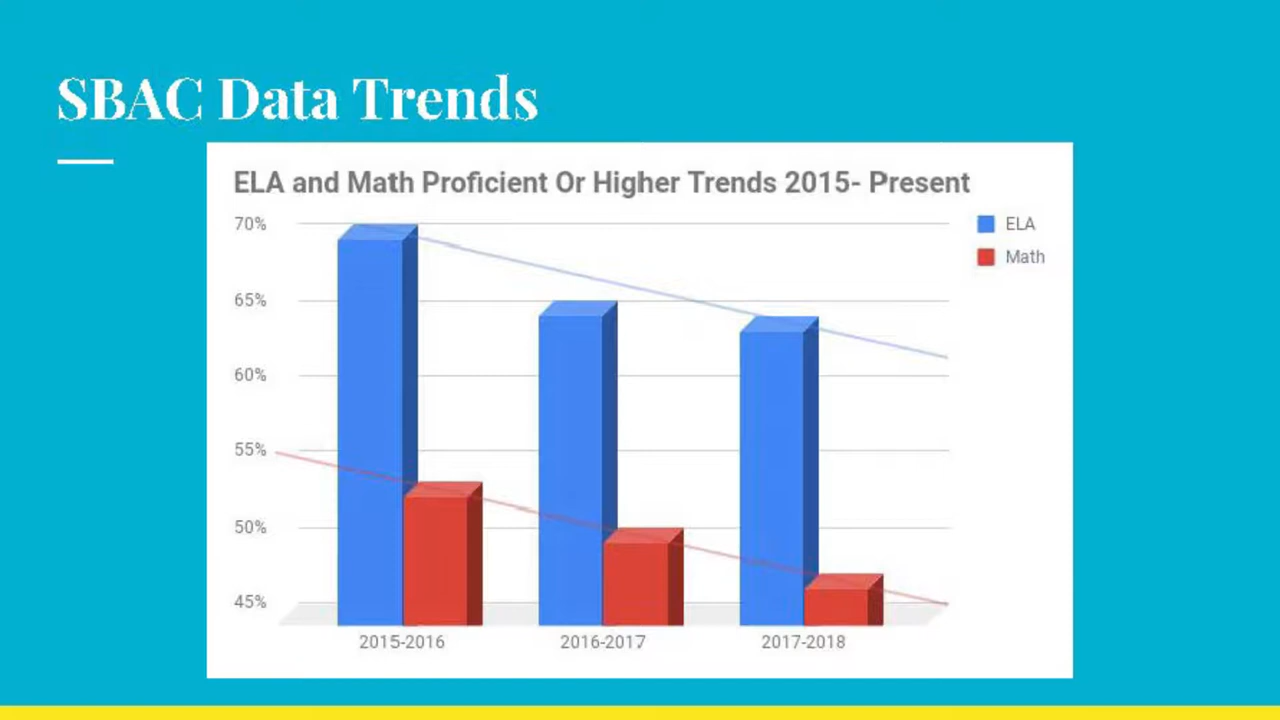 SBAC Data Trends
ELA and Math Proficient Or Higher Trends 2015- Present
70%
65%
60%
55%
50%
45%
2015-2016
2016-2017
2017-2018
ELA
Math